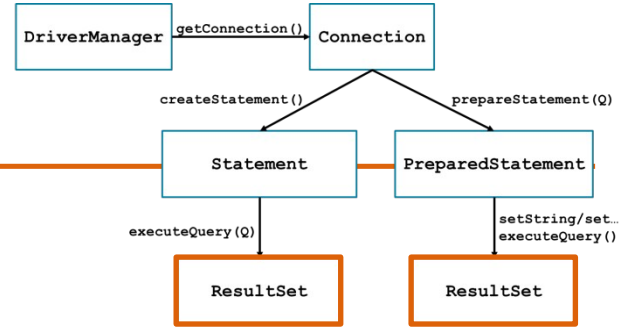 DriverManager
getConnection()
Connection
createStatement()
prepareStatement(Q)
Statement
PreparedStatement
executeQuery(Q)
setString/set…
executeQuery()
ResultSet
ResultSet